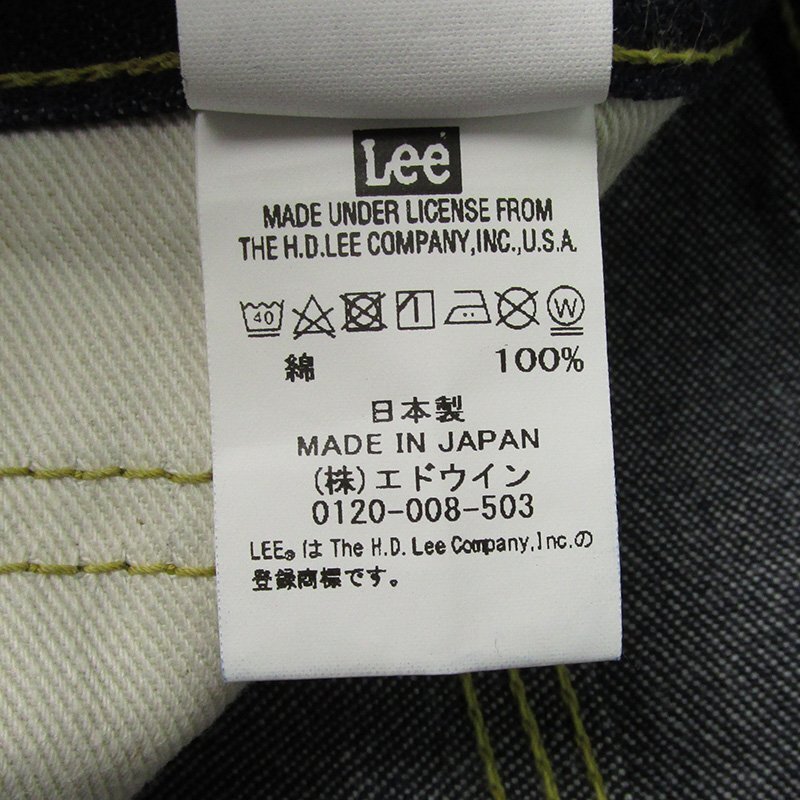 Lee
MADE UNDER LICENSE FROM
THE H.D.LEE COMPANY,INC.,U.S.A.
40 W
綿 100%
日本製
MADE IN JAPAN
(株)エドウイン
0120-008-503
LEE®は The H.D. Lee Company,Inc.の
登録商標です。